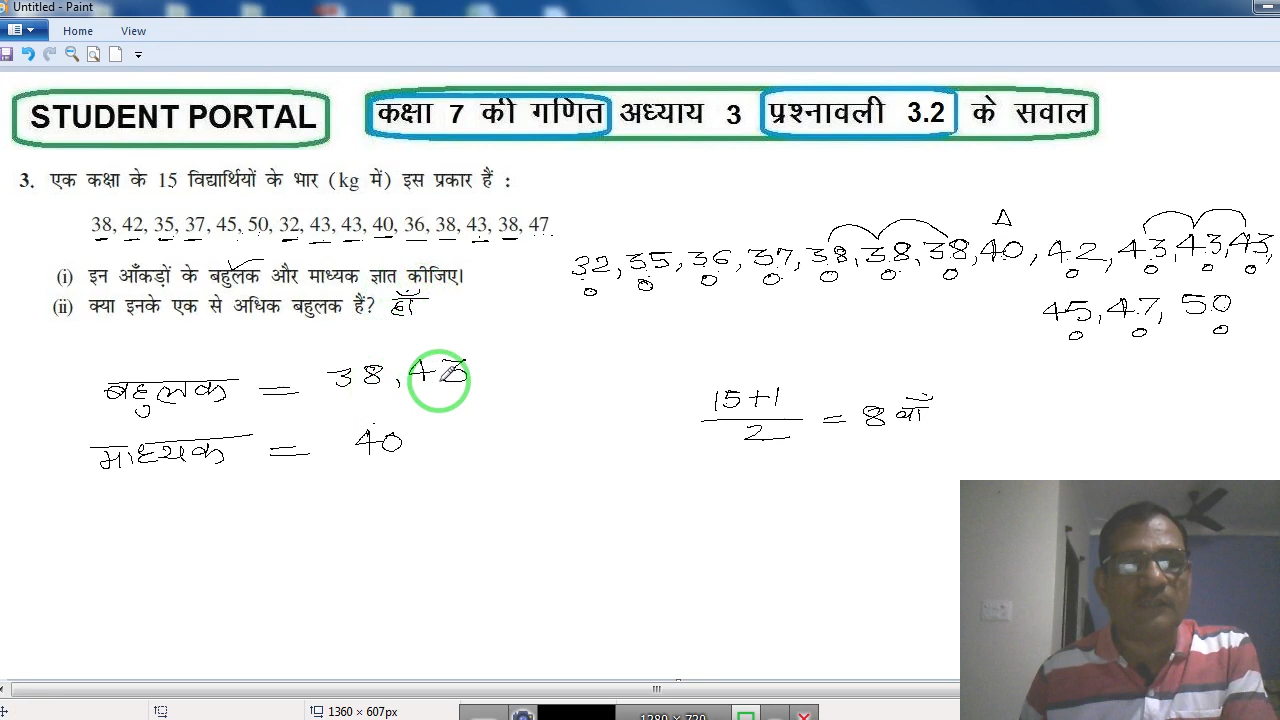 Untitled - Paint
Home View
STUDENT PORTAL
कक्षा 7 की गणित अध्याय 3 प्रश्नावली 3.2 के सवाल
3. एक कक्षा के 15 विद्यार्थियों के भार (kg में) इस प्रकार हैं :
38, 42, 35, 37, 45, 50, 32, 43, 43, 40, 36, 38, 43, 38, 47
(i) इन आँकड़ों के बहुलक और माध्यक ज्ञात कीजिए।
(ii) क्या इनके एक से अधिक बहुलक हैं? हाँ
32, 35, 36, 37, 38, 38, 38, 40, 42, 43, 43, 43,
45, 47, 50
बहुलक = 38, 43
माध्यक = 40
15+1
2
= 8 वाँ
1360 × 607px
1280 × 720